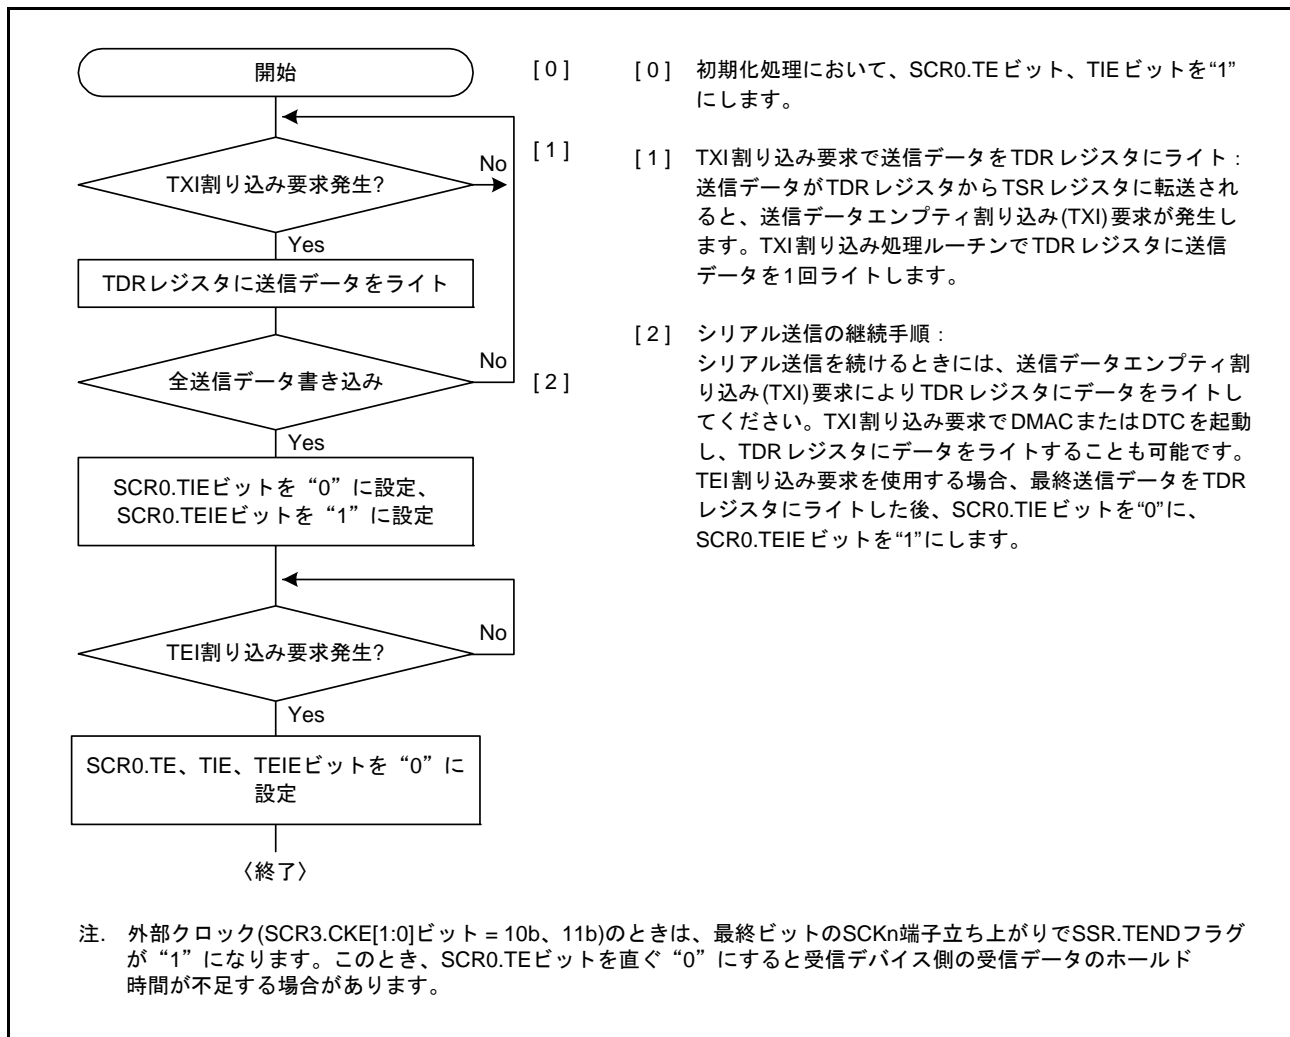 開始
[ 0 ]
TXI割り込み要求発生?
No
[ 1 ]
Yes
TDRレジスタに送信データをライト
全送信データ書き込み
No
[ 2 ]
Yes
SCR0.TIEビットを“0”に設定、
SCR0.TEIEビットを“1”に設定
TEI割り込み要求発生?
No
Yes
SCR0.TE、TIE、TEIEビットを“0”に
設定
〈終了〉
[ 0 ] 初期化処理において、SCR0.TEビット、TIEビットを“1”
にします。
[ 1 ] TXI割り込み要求で送信データをTDRレジスタにライト：
送信データがTDRレジスタからTSRレジスタに転送され
ると、送信データエンプティ割り込み(TXI)要求が発生し
ます。TXI割り込み処理ルーチンでTDRレジスタに送信
データを1回ライトします。
[ 2 ] シリアル送信の継続手順：
シリアル送信を続けるときには、送信データエンプティ割
り込み(TXI)要求によりTDRレジスタにデータをライトし
てください。TXI割り込み要求でDMACまたはDTCを起動
し、TDRレジスタにデータをライトすることも可能です。
TEI割り込み要求を使用する場合、最終送信データをTDR
レジスタにライトした後、SCR0.TIEビットを“0”に、
SCR0.TEIEビットを“1”にします。
注. 外部クロック(SCR3.CKE[1:0]ビット = 10b、11b)のときは、最終ビットのSCKn端子立ち上がりでSSR.TENDフラグ
が“1”になります。このとき、SCR0.TEビットを直ぐ“0”にすると受信デバイス側の受信データのホールド
時間が不足する場合があります。